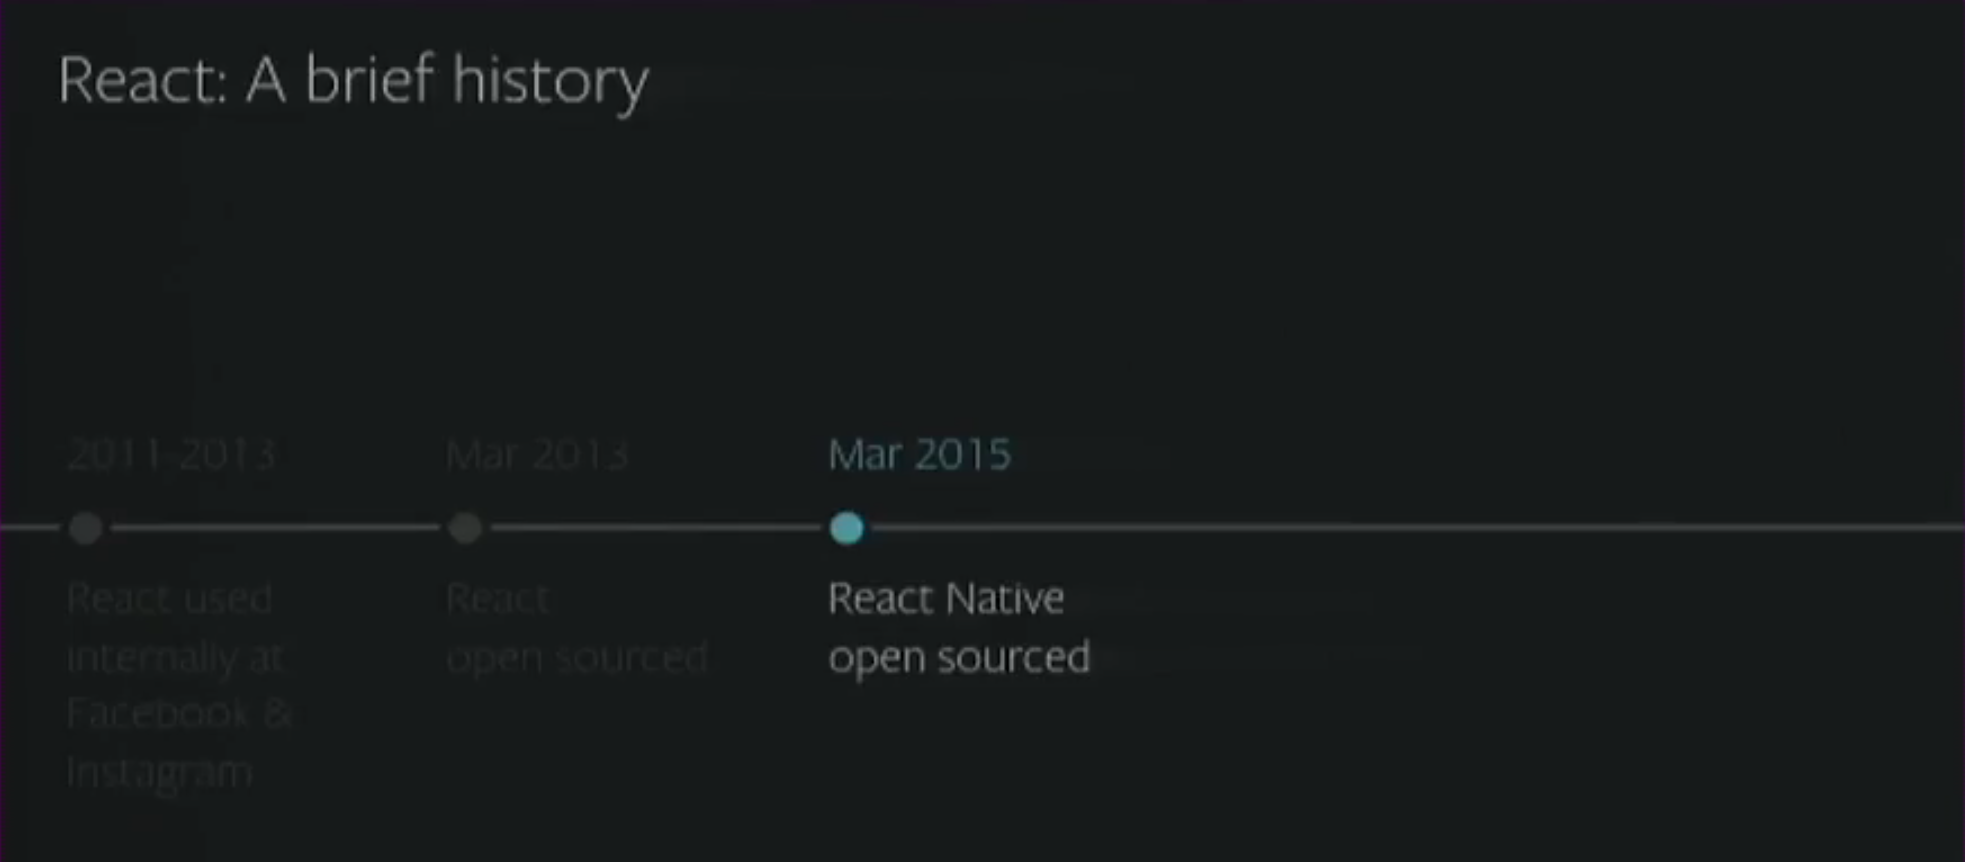 React: A brief history
2011-2013
Mar 2013
Mar 2015
React used
internally at
Facebook &
Instagram
React
open sourced
React Native
open sourced